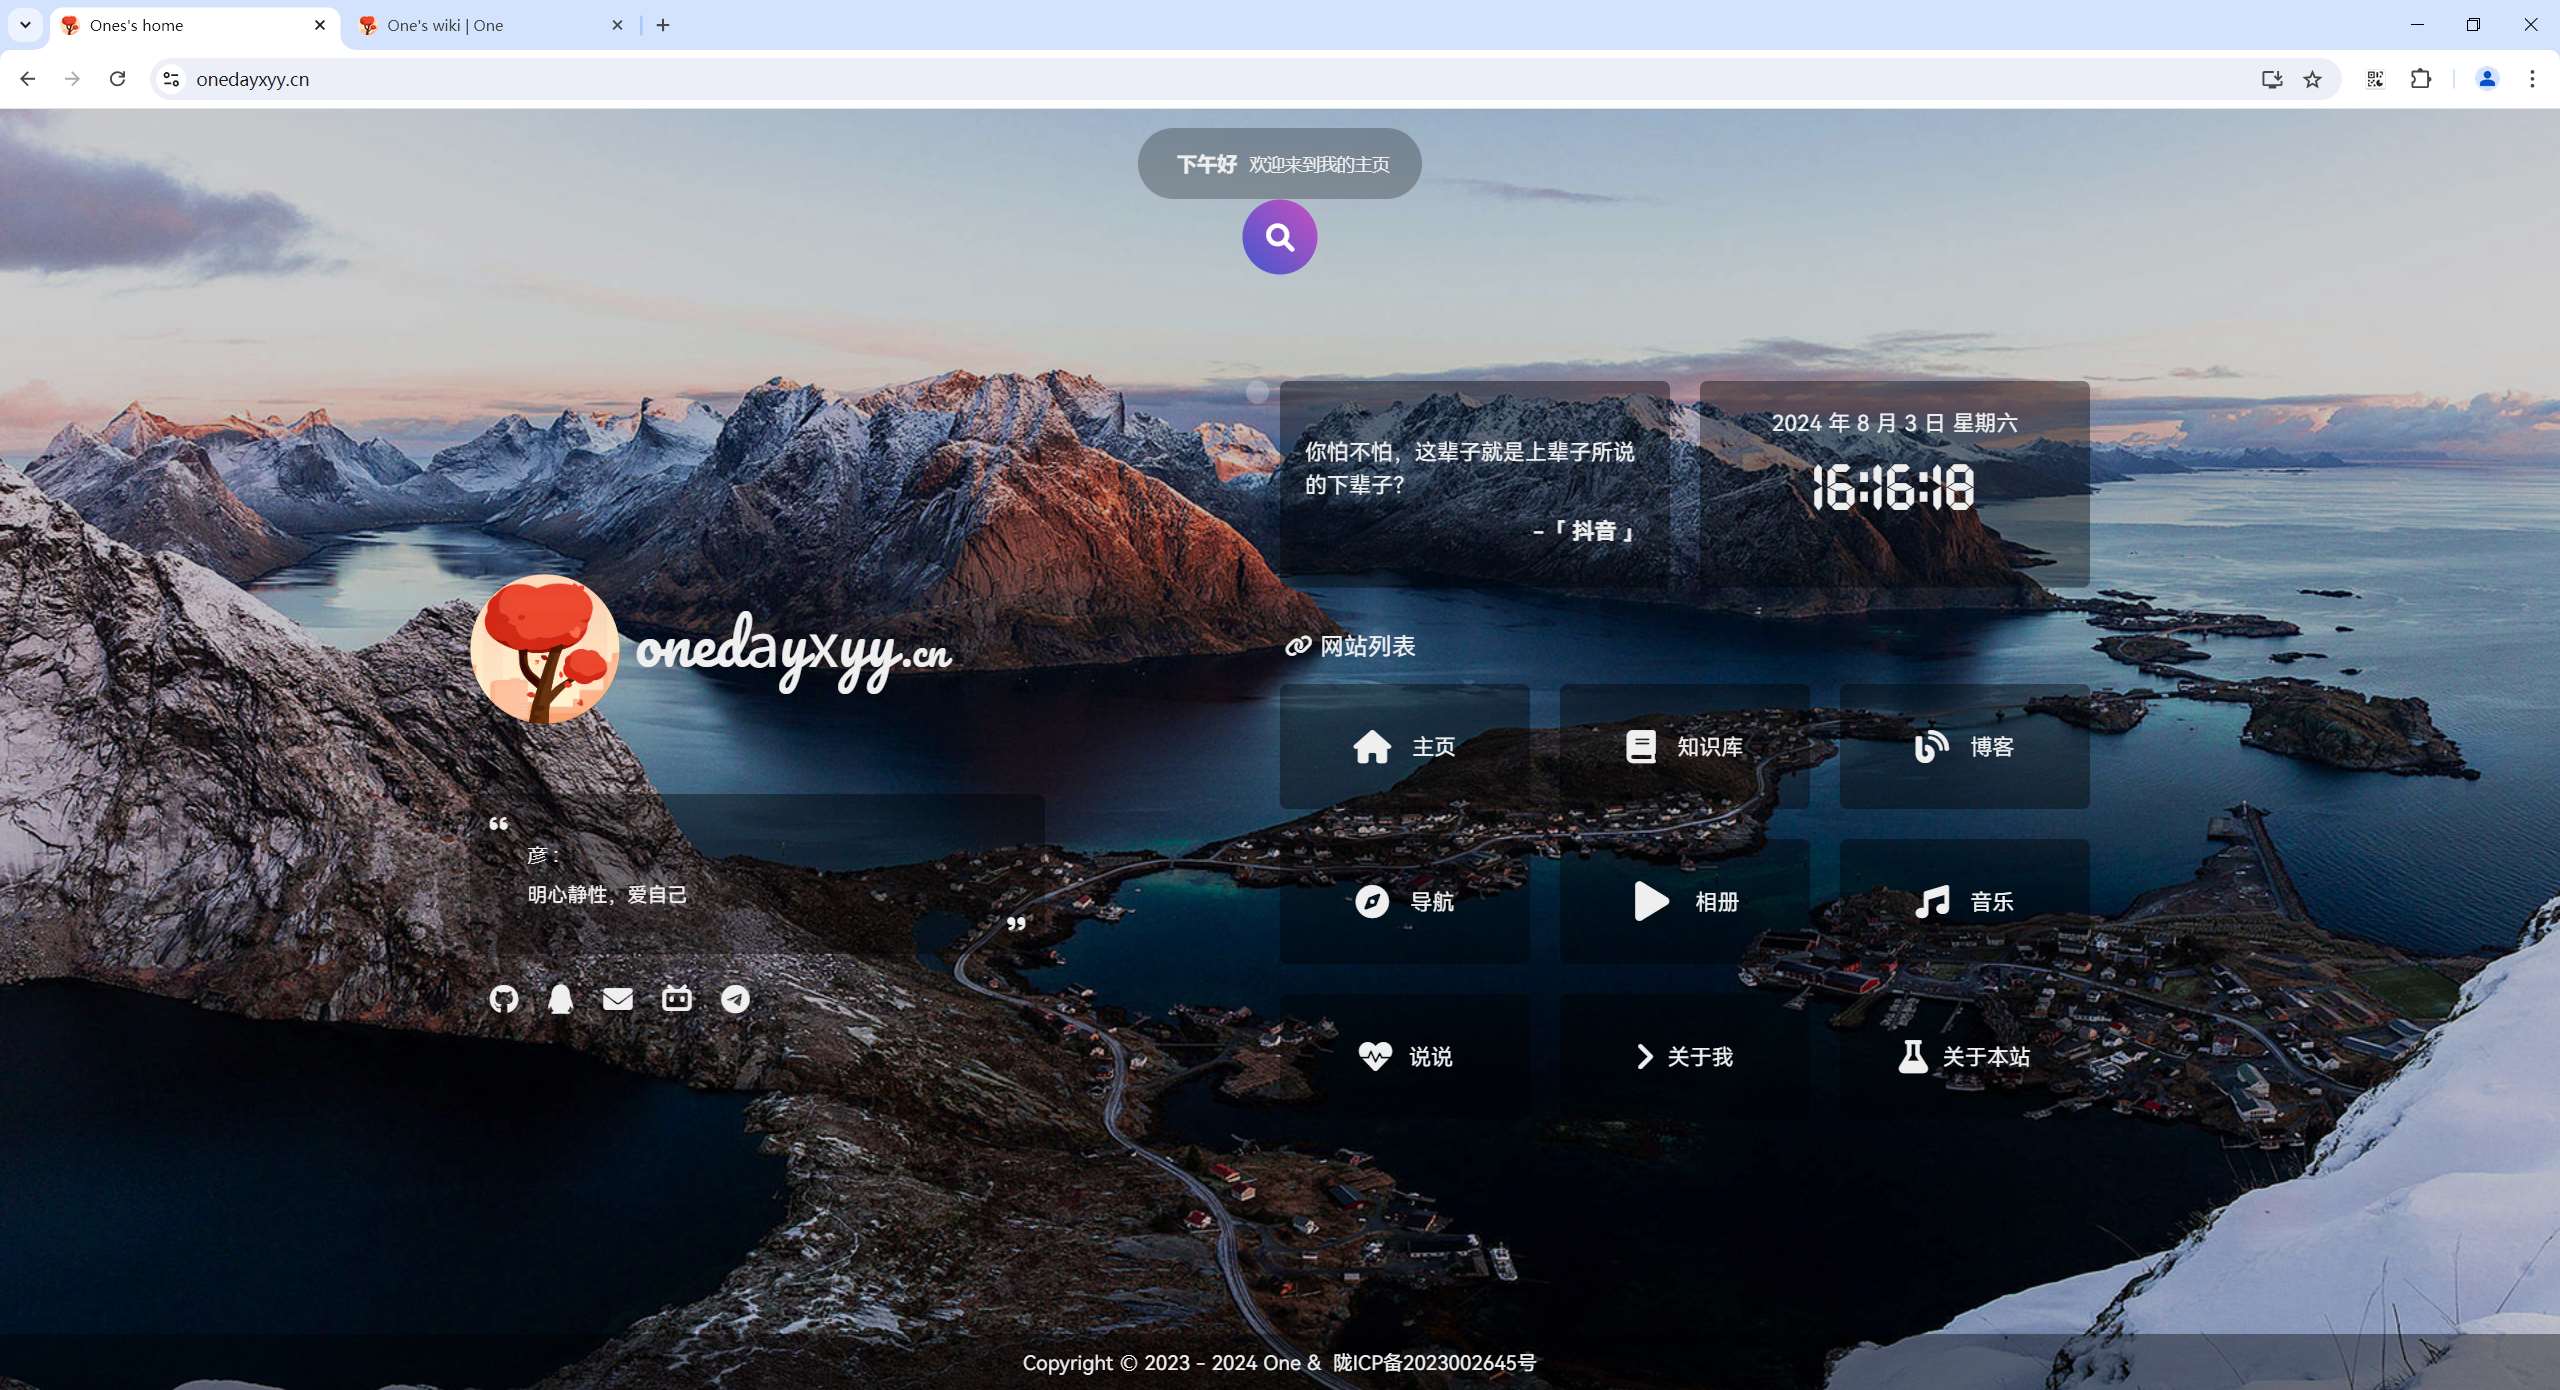 Ones's home
One's wiki | One
onedayxyy.cn
下午好 欢迎来到我的主页
你怕不怕，这辈子就是上辈子所说
的下辈子？
-「 抖音 」
2024 年 8 月 3 日 星期六
16:16:18
onedayxyy.cn
网站列表
主页
知识库
博客
“
彦：
明心静性，爱自己
”
导航
相册
音乐
说说
关于我
关于本站
Copyright © 2023 - 2024 One & 陇ICP备2023002645号